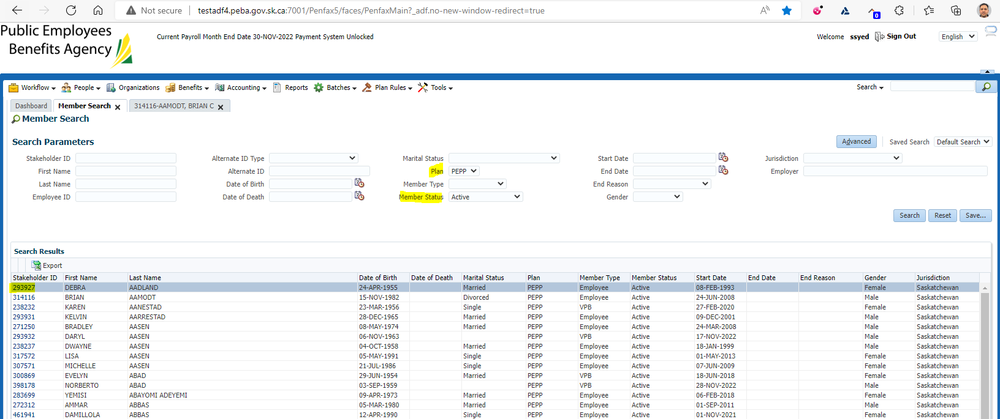 Not secure testadf4.peba.gov.sk.ca:7001/Penfax5/faces/PenfaxMain?_adf.no-new-window-redirect=true
0
Public Employees
Benefits Agency
Current Payroll Month End Date 30-NOV-2022 Payment System Unlocked
Welcome ssyed Sign Out English
Workflow People Organizations Benefits Accounting Reports Batches Plan Rules Tools Search
Dashboard Member Search 314116-AAMODT, BRIAN C
Member Search
Search Parameters Advanced Saved Search Default Search
Stakeholder ID Alternate ID Type Marital Status Start Date Jurisdiction
First Name Alternate ID Plan PEPP End Date Employer
Last Name Date of Birth Member Type End Reason
Employee ID Date of Death Member Status Active Gender
Search Reset Save...
Search Results
Export
Stakeholder ID First Name Last Name Date of Birth Date of Death Marital Status Plan Member Type Member Status Start Date End Date End Reason Gender Jurisdiction
293927 DEBRA AADLAND 24-APR-1955 Married PEPP Employee Active 08-FEB-1993 Female Saskatchewan
314116 BRIAN AAMODT 15-NOV-1982 Divorced PEPP Employee Active 24-JUN-2008 Male Saskatchewan
238232 KAREN AANESTAD 23-MAR-1956 Single PEPP VPB Active 27-FEB-2020 Female Saskatchewan
293931 KELVIN AARRESTAD 28-DEC-1965 Married PEPP Employee Active 09-DEC-2001 Male Saskatchewan
271250 BRADLEY AASEN 08-MAY-1974 Married PEPP Employee Active 24-MAR-2008 Male Saskatchewan
293932 DARYL AASEN 06-NOV-1963 PEPP VPB Active 17-NOV-2022 Male Saskatchewan
238237 DWAYNE AASEN 04-OCT-1958 Married PEPP Employee Active 18-JAN-1999 Male Saskatchewan
317572 LISA AASEN 05-MAY-1991 Single PEPP Employee Active 01-MAY-2013 Female Saskatchewan
307571 MICHELLE AASEN 21-JUL-1986 Single PEPP Employee Active 07-JUN-2009 Female Saskatchewan
300869 EVELYN ABAD 29-JUN-1954 Married PEPP VPB Active 18-JUN-2018 Female Saskatchewan
398178 NORBERTO ABAD 03-SEP-1959 PEPP VPB Active 28-NOV-2022 Male Saskatchewan
283699 YEMISI ABAYOMI ADEYEMI 09-APR-1973 Married PEPP Employee Active 06-FEB-2018 Female Saskatchewan
272312 AMMAR ABBAS 05-MAR-1980 Married PEPP Employee Active 01-SEP-2011 Male Saskatchewan
461941 DAMILLOLA ABBAS 12-APR-1990 Single PEPP Employee Active 01-NOV-2021 Female Saskatchewan